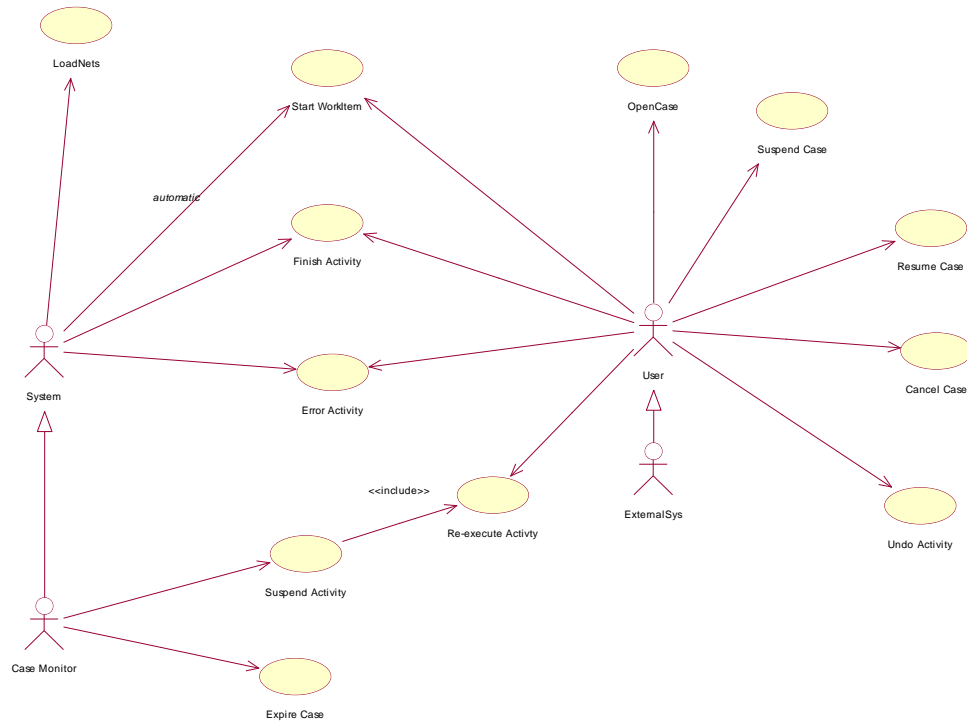 LoadNets
Start WorkItem
OpenCase
Suspend Case
automatic
Finish Activity
Resume Case
System
Error Activity
User
Cancel Case
<<include>>
ExternalSys
Re-execute Activty
Undo Activity
Suspend Activity
Case Monitor
Expire Case